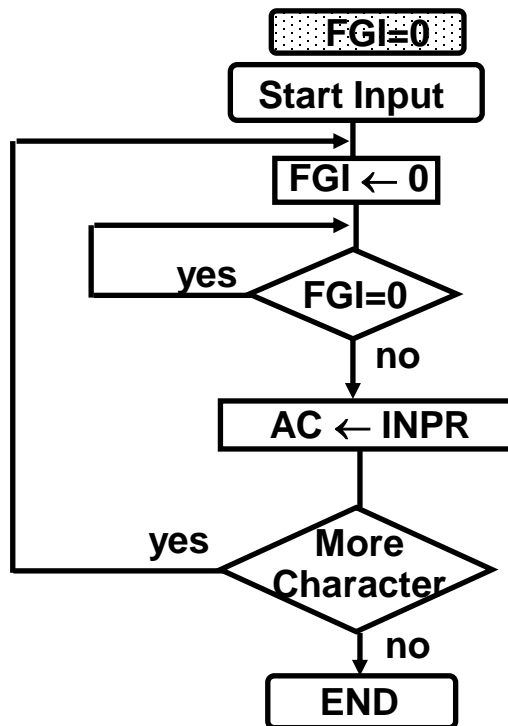 FGI=0
Start Input
FGI ← 0
yes
FGI=0
no
AC ← INPR
yes
More
Character
no
END